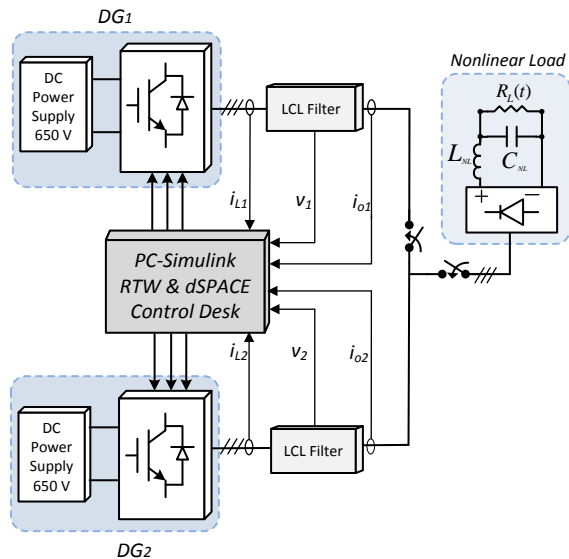 DG1
DC
Power
Supply
650 V
LCL Filter
Nonlinear Load
RL(t)
LNL
CNL
+
−
iL1
v1
io1
PC-Simulink
RTW & dSPACE
Control Desk
iL2
v2
io2
DC
Power
Supply
650 V
LCL Filter
DG2